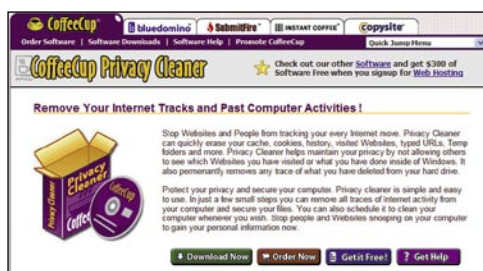 CoffeeCup bluedomino SubmitFire INSTANT COFFEE copysite
Order Software | Software Downloads | Software Help | Promote CoffeeCup Quick Jump Menu
CoffeeCup Privacy Cleaner
Check out our other Software and get $300 of
Software Free when you signup for Web Hosting
Remove Your Internet Tracks and Past Computer Activities !
Stop Websites and People from tracking your every Internet move. Privacy Cleaner
can quickly erase your cache, cookies, history, visited Websites, typed URLs, Temp
folders and more. Privacy Cleaner helps maintain your privacy by not allowing others
to see which Websites you have visited or what you have done inside of Windows. It
also permanently removes any trace of what you have deleted from your hard drive.
Protect your privacy and secure your computer. Privacy cleaner is simple and easy
to use. In just a few small steps you can remove all traces of Internet activity from
your computer and secure your files. You can also schedule it to clean your
computer whenever you wish. Stop people and Websites snooping on your computer
to gain your personal information now.
Privacy
Cleaner
Coffee
CoffeeCup
Download Now Order Now Get it Free! Get Help